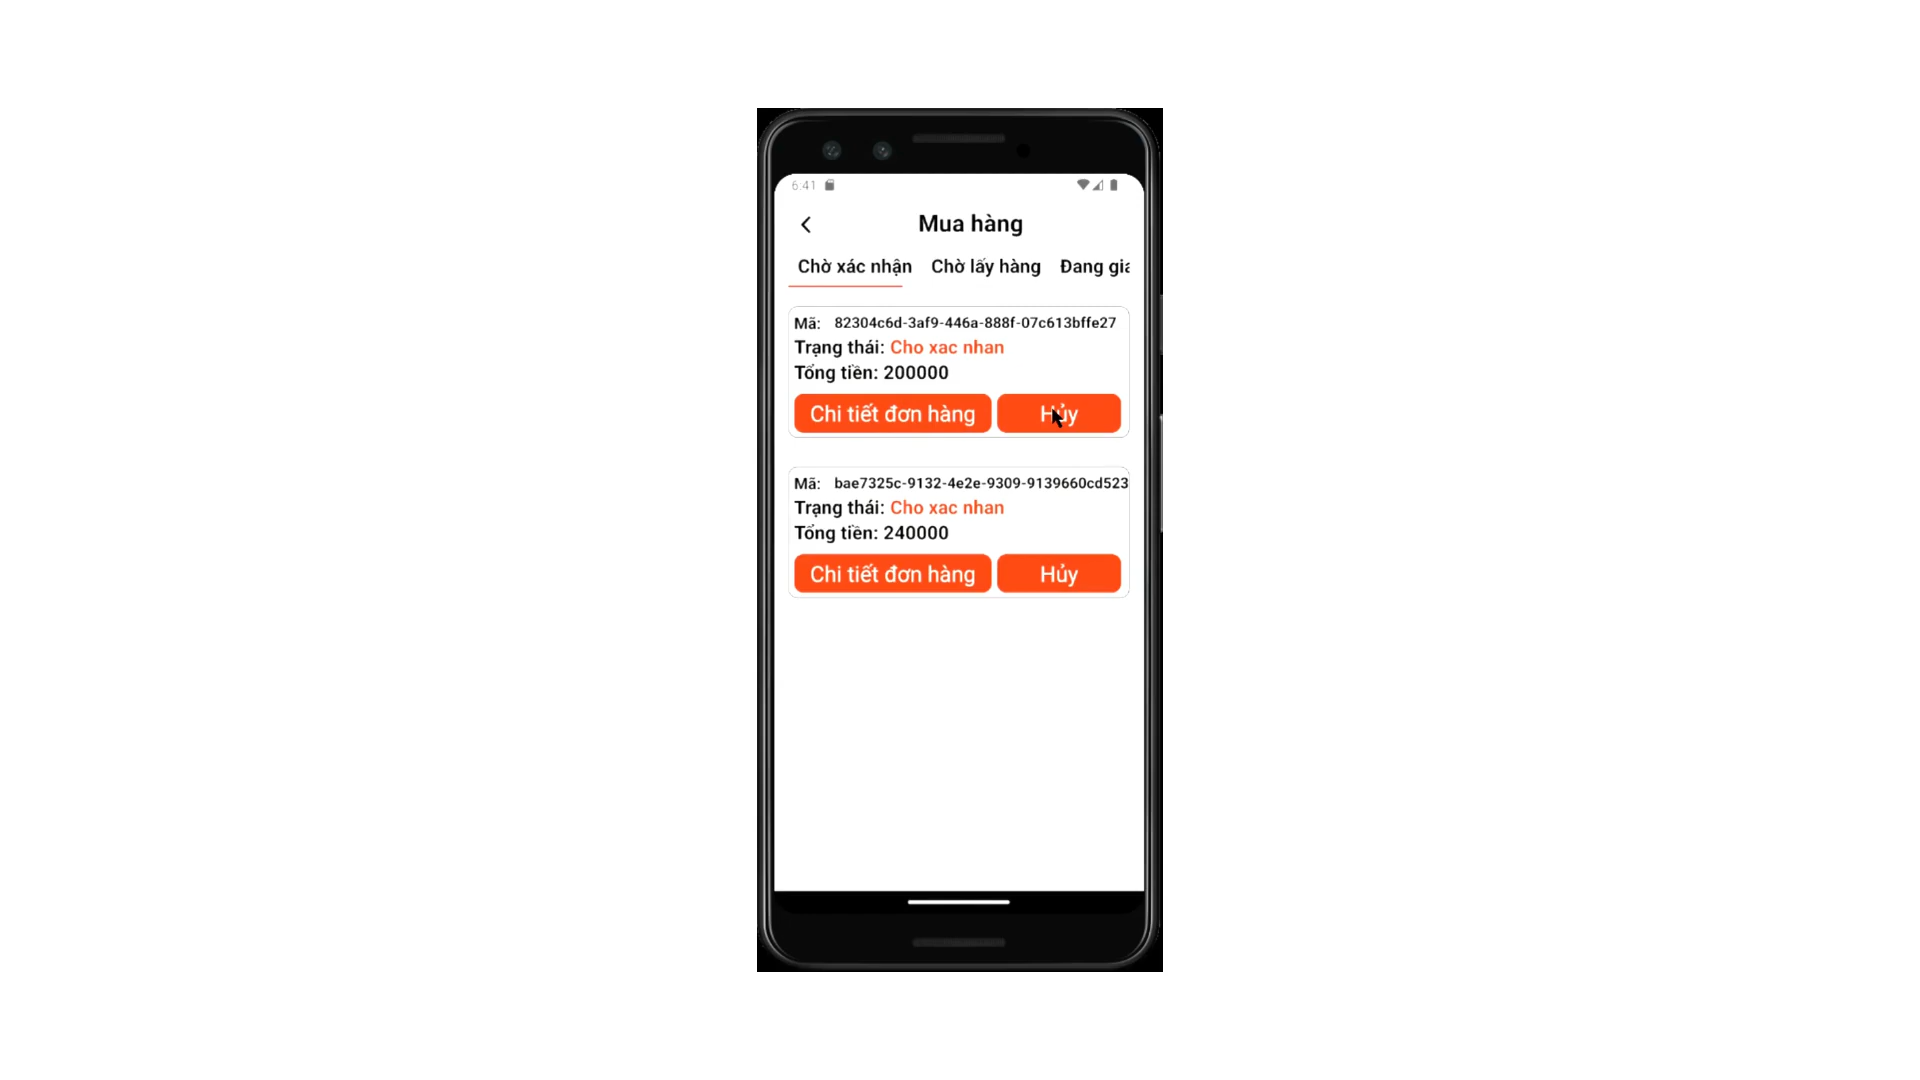 6:41
Mua hàng
Chờ xác nhận Chờ lấy hàng Đang gia
Mã: 82304c6d-3af9-446a-888f-07c613bffe27
Trạng thái: Cho xac nhan
Tổng tiền: 200000
Chi tiết đơn hàng Hủy
Mã: bae7325c-9132-4e2e-9309-9139660cd523
Trạng thái: Cho xac nhan
Tổng tiền: 240000
Chi tiết đơn hàng Hủy